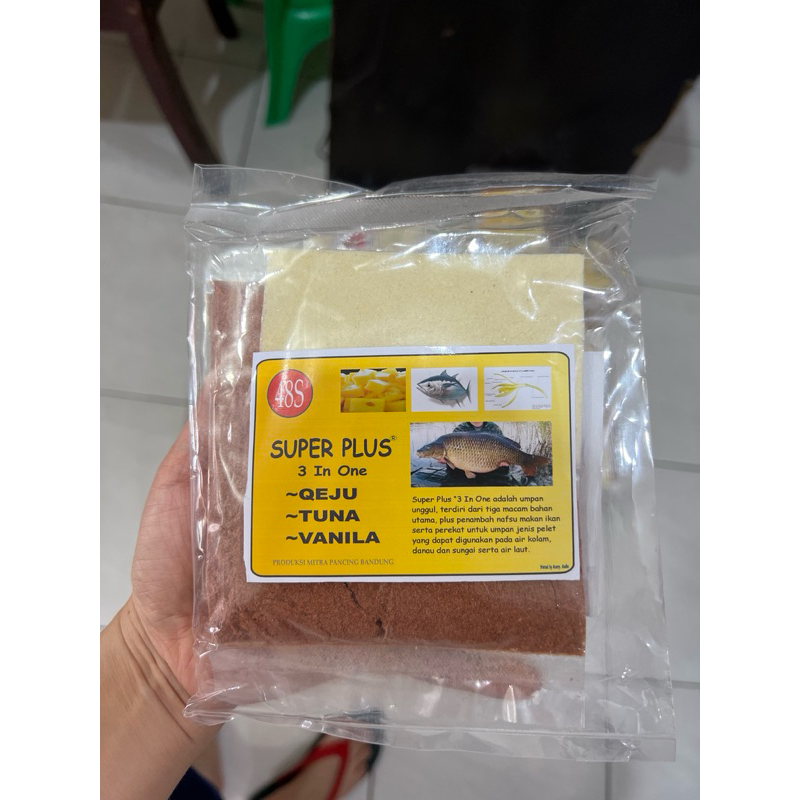 48S
SUPER PLUS®
3 In One
~QEJU
~TUNA
~VANILA
PRODUKSI MITRA PANCING BANDUNG
Super Plus "3 In One adalah umpan
unggul, terdiri dari tiga macam bahan
utama, plus penambah nafsu makan ikan
serta perekat untuk umpan jenis pelet
yang dapat digunakan pada air kolam,
danau dan sungai serta air laut.